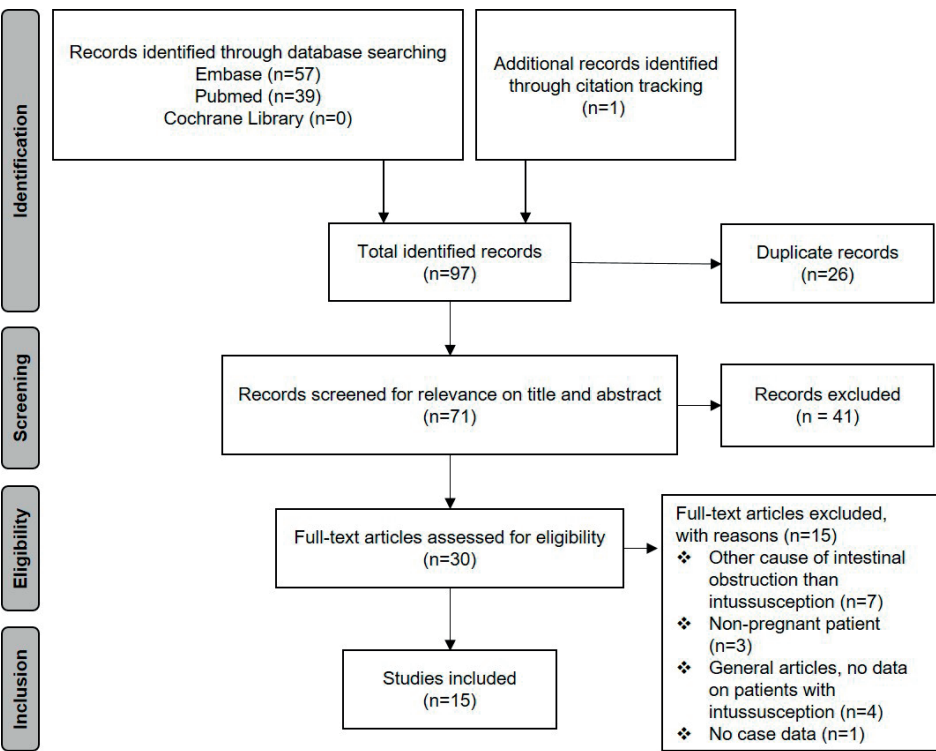 Identification
Records identified through database searching
Embase (n=57)
Pubmed (n=39)
Cochrane Library (n=0)
Additional records identified
through citation tracking
(n=1)
Total identified records
(n=97)
Duplicate records
(n=26)
Screening
Records screened for relevance on title and abstract
(n=71)
Records excluded
(n = 41)
Eligibility
Full-text articles assessed for eligibility
(n=30)
Full-text articles excluded,
with reasons (n=15)
❖ Other cause of intestinal
obstruction than
intussusception (n=7)
❖ Non-pregnant patient
(n=3)
❖ General articles, no data
on patients with
intussusception (n=4)
❖ No case data (n=1)
Inclusion
Studies included
(n=15)